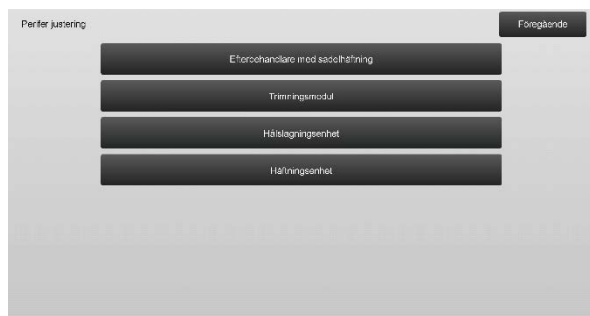 Perifer justering
Föregående
Efterbehandlare med sadelhäftning
Trimningsmodul
Hålslagningsenhet
Häftningsenhet